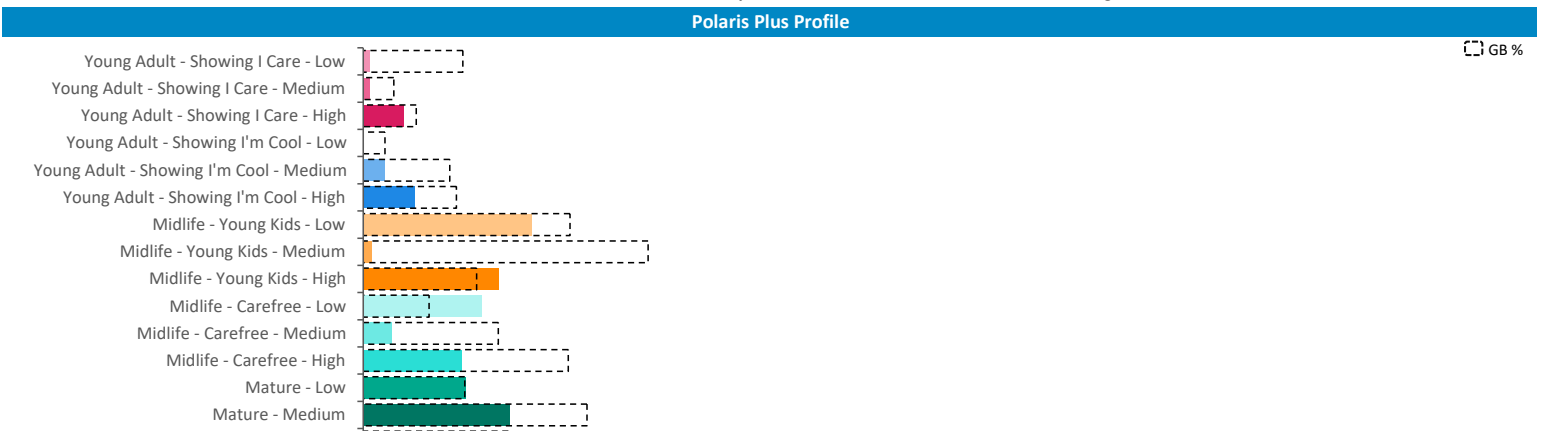 Polaris Plus Profile
GB %
Young Adult - Showing I Care - Low
Young Adult - Showing I Care - Medium
Young Adult - Showing I Care - High
Young Adult - Showing I'm Cool - Low
Young Adult - Showing I'm Cool - Medium
Young Adult - Showing I'm Cool - High
Midlife - Young Kids - Low
Midlife - Young Kids - Medium
Midlife - Young Kids - High
Midlife - Carefree - Low
Midlife - Carefree - Medium
Midlife - Carefree - High
Mature - Low
Mature - Medium